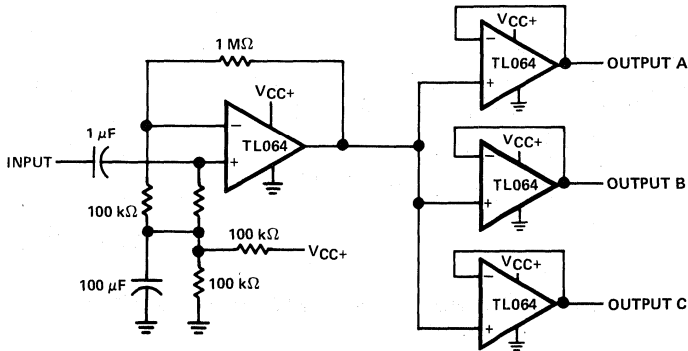 1 MΩ
VCC+
−
+
TL064
1 µF
INPUT
100 kΩ
100 kΩ
VCC+
100 kΩ
100 µF
VCC+
−
+
TL064
OUTPUT A
VCC+
−
+
TL064
OUTPUT B
VCC+
−
+
TL064
OUTPUT C